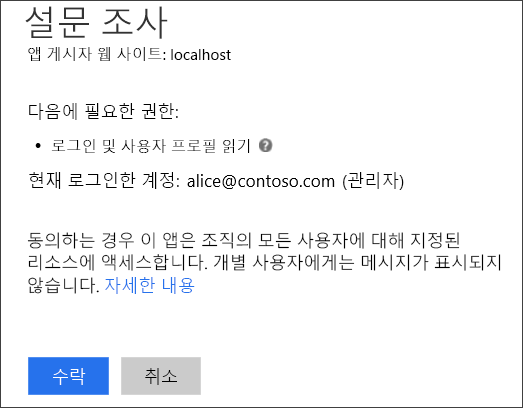 설문 조사
앱 게시자 웹 사이트: localhost
다음에 필요한 권한:
• 로그인 및 사용자 프로필 읽기 ?
현재 로그인한 계정: alice@contoso.com (관리자)
동의하는 경우 이 앱은 조직의 모든 사용자에 대해 지정된
리소스에 액세스합니다. 개별 사용자에게는 메시지가 표시되지
않습니다. 자세한 내용
수락 취소